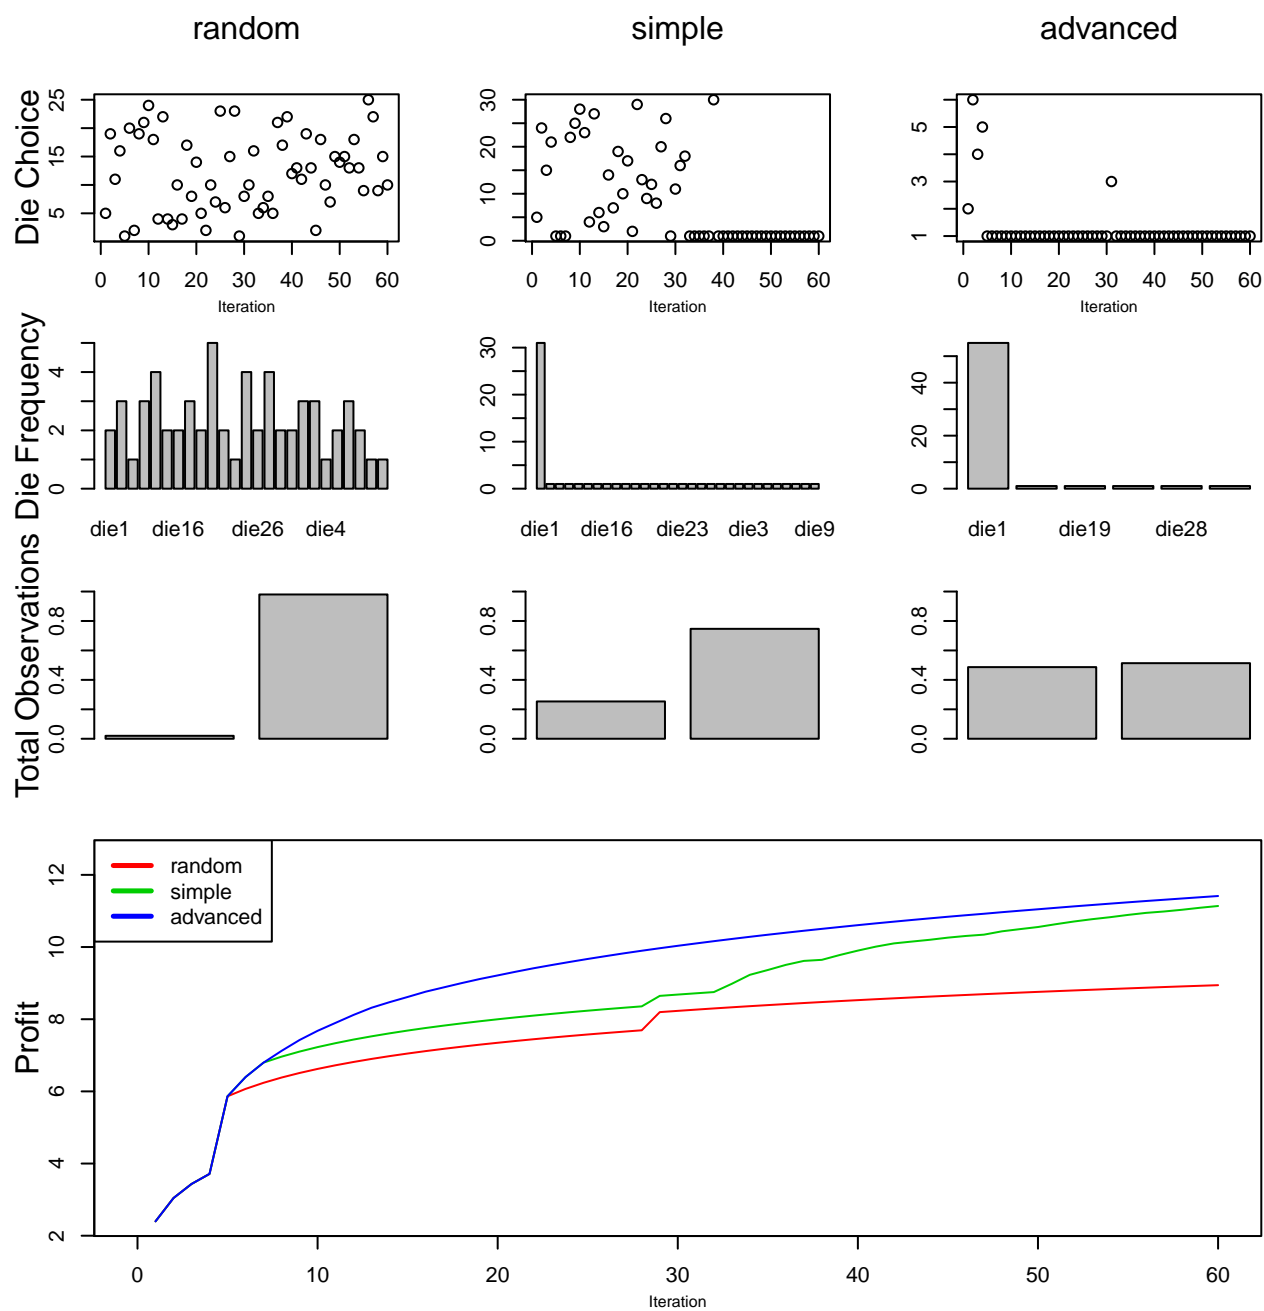 random simple advanced
Die Choice
5 15 25
0 10 20 30 40 50 60
Iteration
0 10 20 30
0 10 20 30 40 50 60
Iteration
1 3 5
0 10 20 30 40 50 60
Iteration
Die Frequency
0 2 4
die1 die16 die26 die4
0 10 20 30
die1 die16 die23 die3 die9
0 20 40
die1 die19 die28
Total Observations
0.0 0.4 0.8
0.0 0.4 0.8
0.0 0.4 0.8
Profit
2 4 6 8 10 12
random
simple
advanced
0 10 20 30 40 50 60
Iteration